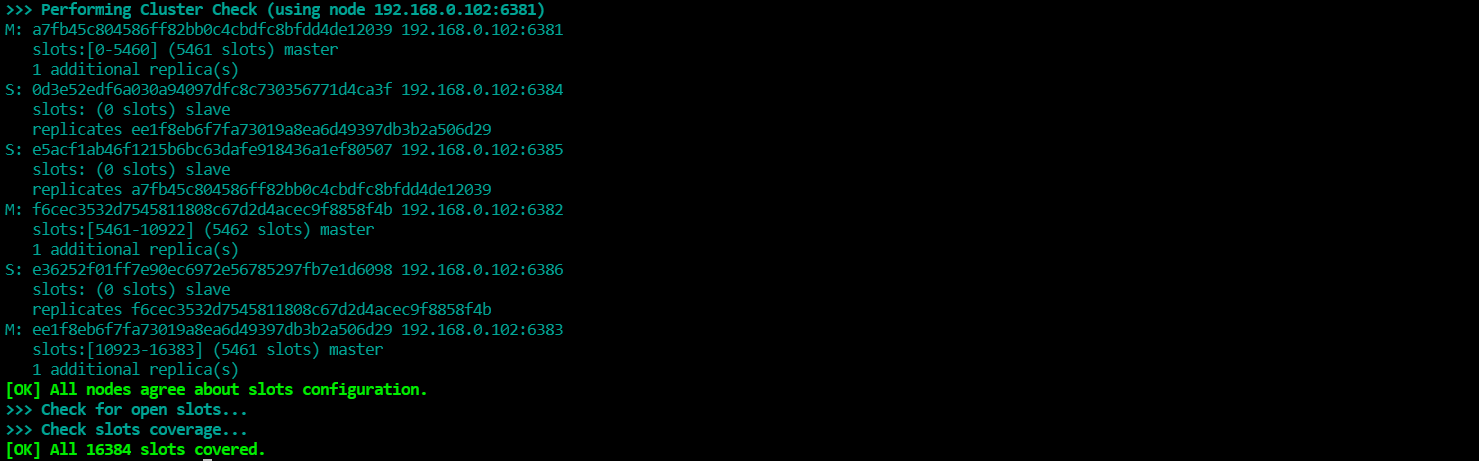 >>> Performing Cluster Check (using node 192.168.0.102:6381)
M: a7fb45c804586ff82bb0c4cbdfc8bfdd4de12039 192.168.0.102:6381
   slots:[0-5460] (5461 slots) master
   1 additional replica(s)
S: 0d3e52edf6a030a94097dfc8c730356771d4ca3f 192.168.0.102:6384
   slots: (0 slots) slave
   replicates ee1f8eb6f7fa73019a8ea6d49397db3b2a506d29
S: e5acf1ab46f1215b6bc63dafe918436a1ef80507 192.168.0.102:6385
   slots: (0 slots) slave
   replicates a7fb45c804586ff82bb0c4cbdfc8bfdd4de12039
M: f6cec3532d7545811808c67d2d4acec9f8858f4b 192.168.0.102:6382
   slots:[5461-10922] (5462 slots) master
   1 additional replica(s)
S: e36252f01ff7e90ec6972e56785297fb7e1d6098 192.168.0.102:6386
   slots: (0 slots) slave
   replicates f6cec3532d7545811808c67d2d4acec9f8858f4b
M: ee1f8eb6f7fa73019a8ea6d49397db3b2a506d29 192.168.0.102:6383
   slots:[10923-16383] (5461 slots) master
   1 additional replica(s)
[OK] All nodes agree about slots configuration.
>>> Check for open slots...
>>> Check slots coverage...
[OK] All 16384 slots covered.